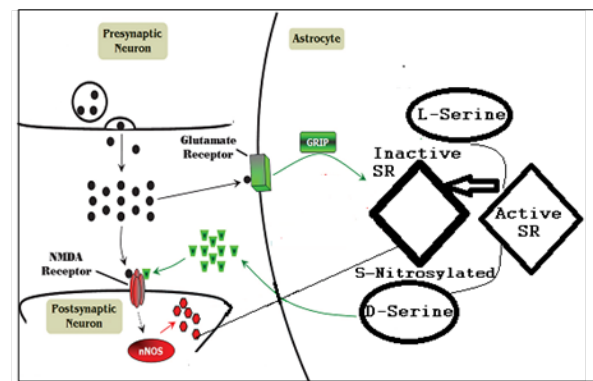 Presynaptic
Neuron
Astrocyte
L-Serine
Glutamate
Receptor
GRIP
Inactive
SR
Active
SR
NMDA
Receptor
S-Nitrosylated
D-Serine
Postsynaptic
Neuron
nNOS